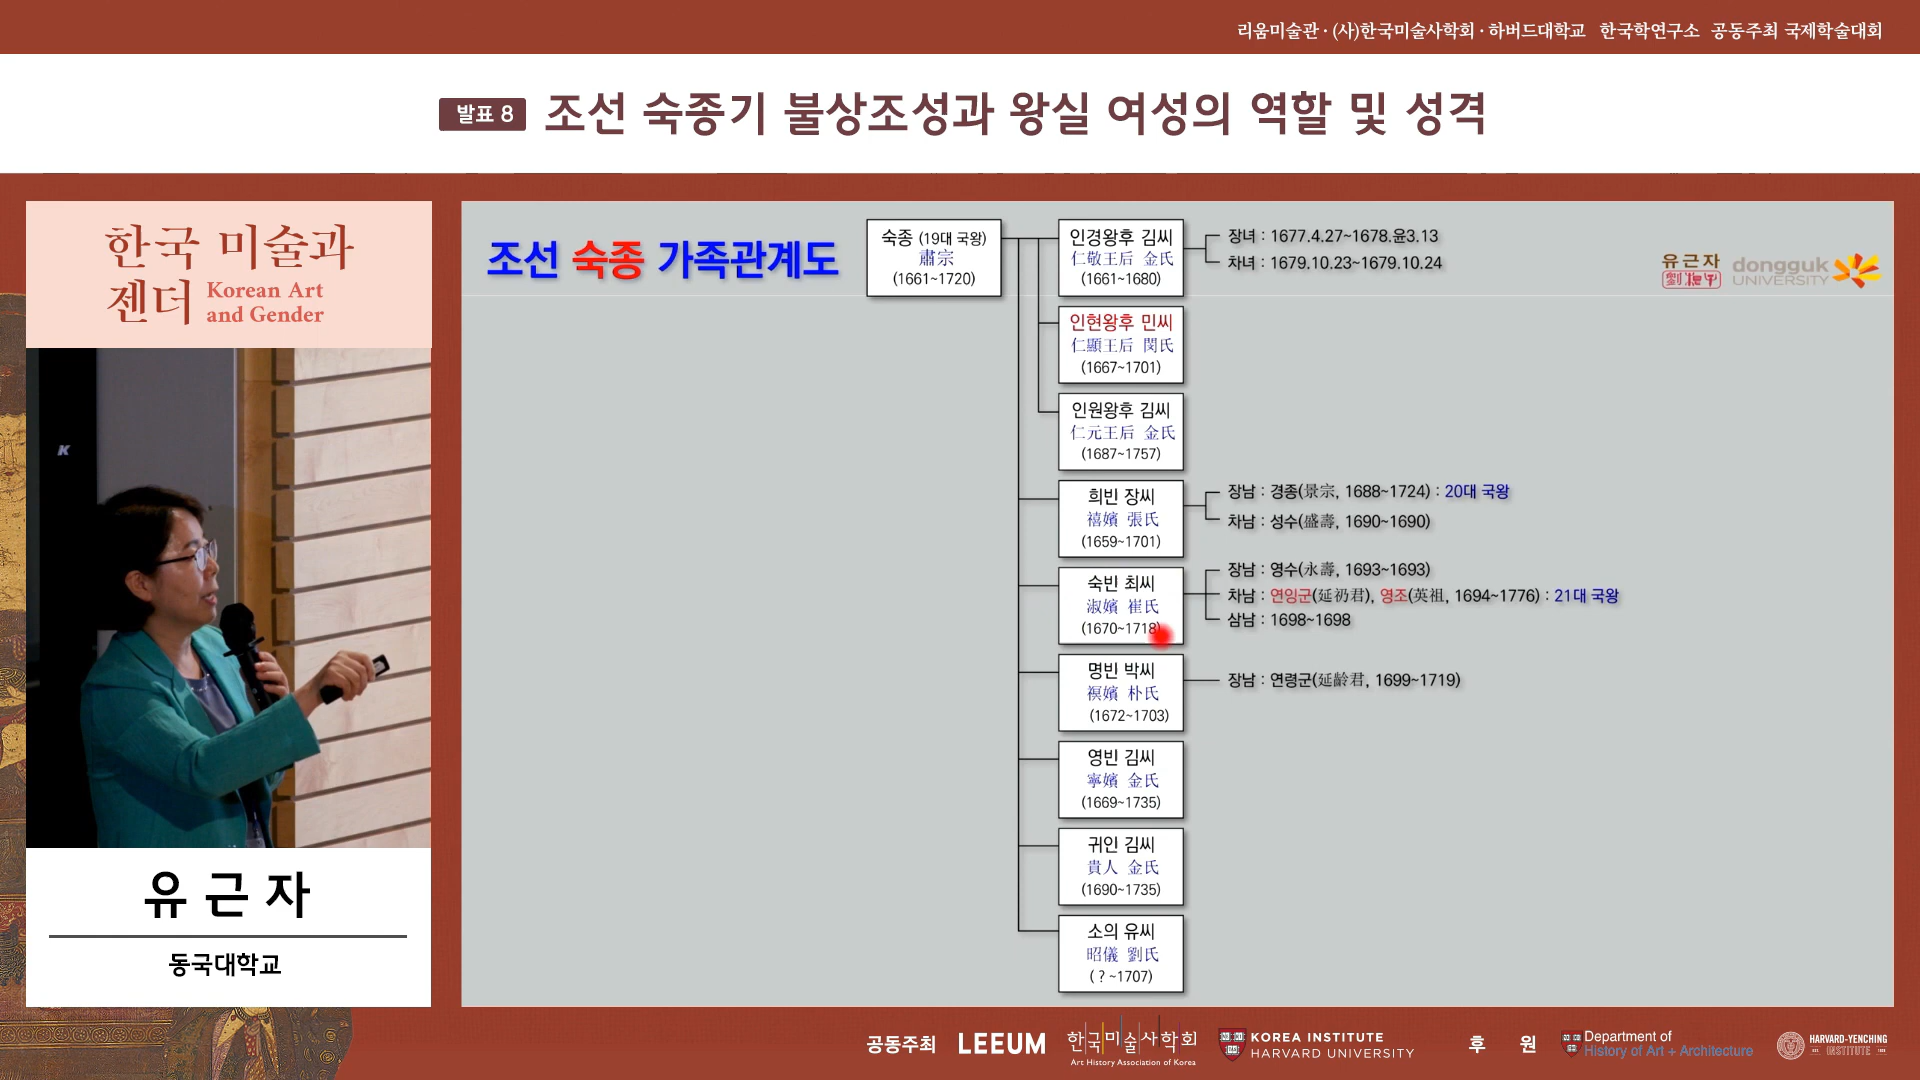 리움미술관·(사)한국미술사학회·하버드대학교 한국학연구소 공동주최 국제학술대회
발표 8 조선 숙종기 불상조성과 왕실 여성의 역할 및 성격
한국 미술과
젠더 Korean Art
and Gender
K
유근자
동국대학교
조선 숙종 가족관계도
숙종 (19대 국왕)
肅宗
(1661~1720)
인경왕후 김씨
仁敬王后 金氏
(1661~1680)
장녀 : 1677.4.27~1678.윤3.13
차녀 : 1679.10.23~1679.10.24
유근자
dongguk
UNIVERSITY
인현왕후 민씨
仁顯王后 閔氏
(1667~1701)
인원왕후 김씨
仁元王后 金氏
(1687~1757)
희빈 장씨
禧嬪 張氏
(1659~1701)
장남 : 경종(景宗, 1688~1724) : 20대 국왕
차남 : 성수(盛壽, 1690~1690)
숙빈 최씨
淑嬪 崔氏
(1670~1718)
장남 : 영수(永壽, 1693~1693)
차남 : 연잉군(延礽君), 영조(英祖, 1694~1776) : 21대 국왕
삼남 : 1698~1698
명빈 박씨
䄙嬪 朴氏
(1672~1703)
장남 : 연령군(延齡君, 1699~1719)
영빈 김씨
寧嬪 金氏
(1669~1735)
귀인 김씨
貴人 金氏
(1690~1735)
소의 유씨
昭儀 劉氏
( ? ~1707)
공동주최 LEEUM 한국미술사학회
Art History Association of Korea
KOREA INSTITUTE
HARVARD UNIVERSITY
후 원
Department of
History of Art + Architecture
HARVARD-YENCHING
INSTITUTE